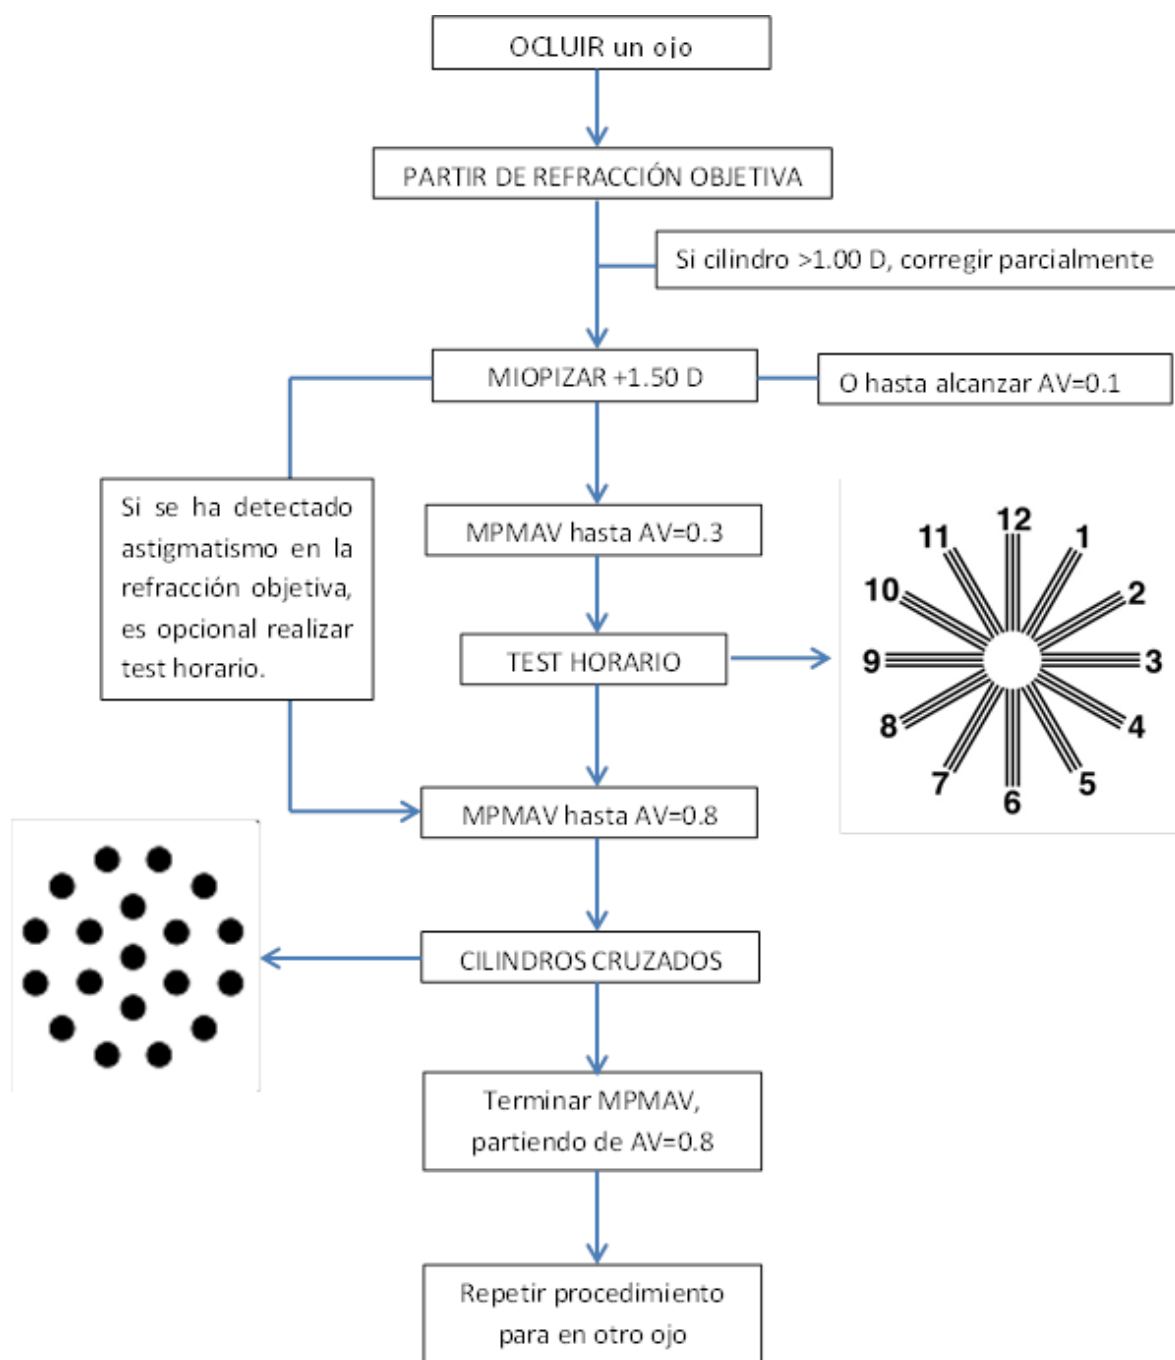 OCLUIR un ojo
PARTIR DE REFRACCIÓN OBJETIVA
Si cilindro >1.00 D, corregir parcialmente
MIOPIZAR +1.50 D
O hasta alcanzar AV=0.1
Si se ha detectado
astigmatismo en la
refracción objetiva,
es opcional realizar
test horario.
MPMAV hasta AV=0.3
TEST HORARIO
12
11
1
10
2
9
3
8
4
7
5
6
MPMAV hasta AV=0.8
CILINDROS CRUZADOS
Terminar MPMAV,
partiendo de AV=0.8
Repetir procedimiento
para en otro ojo